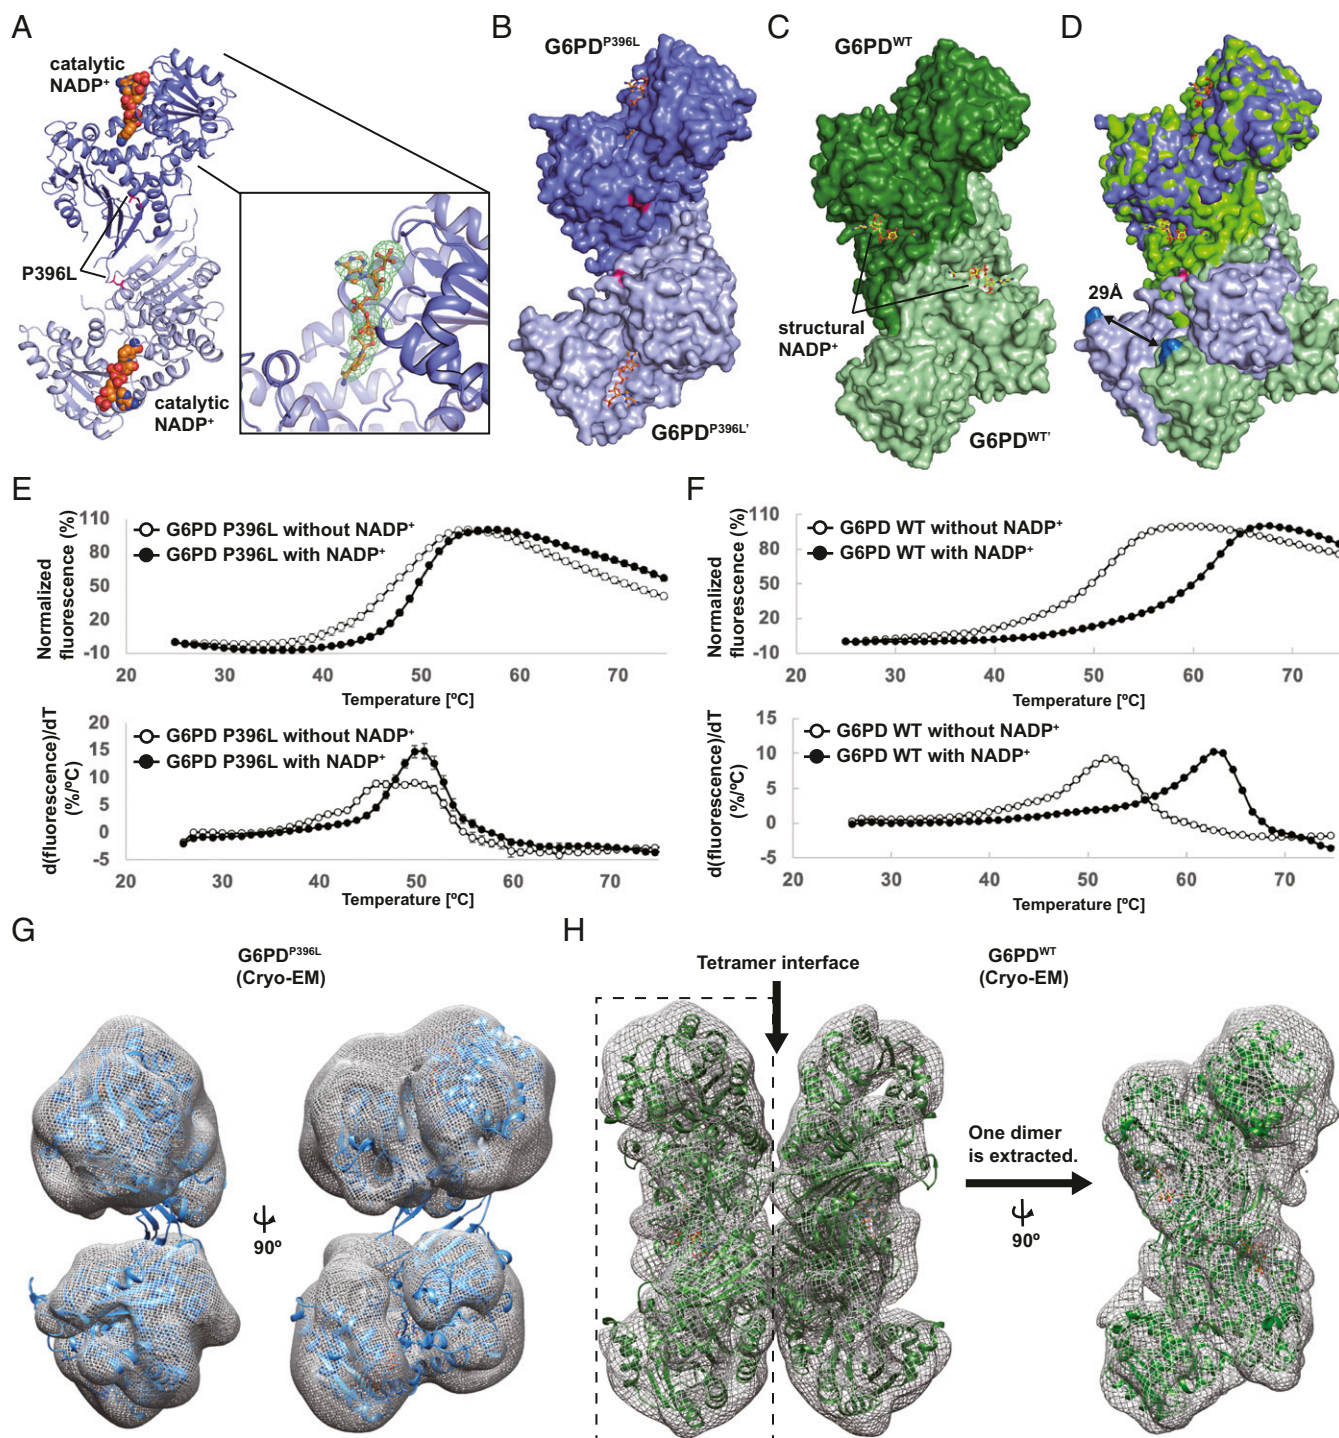 A
catalytic
NADP⁺
P396L
catalytic
NADP⁺
B
G6PDᴾ³⁹⁶ᴸ
G6PDᴾ³⁹⁶ᴸ'
C
G6PDᵂᵀ
structural
NADP⁺
G6PDᵂᵀ'
D
29Å
E
Normalized
fluorescence (%)
110
80
50
20
-10
G6PD P396L without NADP⁺
G6PD P396L with NADP⁺
20 30 40 50 60 70
Temperature [ºC]
d(fluorescence)/dT
(%/ºC)
20
15
10
5
0
-5
G6PD P396L without NADP⁺
G6PD P396L with NADP⁺
20 30 40 50 60 70
Temperature [ºC]
F
Normalized
fluorescence (%)
110
80
50
20
-10
G6PD WT without NADP⁺
G6PD WT with NADP⁺
20 30 40 50 60 70
Temperature [ºC]
d(fluorescence)/dT
(%/ºC)
15
10
5
0
-5
G6PD WT without NADP⁺
G6PD WT with NADP⁺
20 30 40 50 60 70
Temperature [ºC]
G
G6PDᴾ³⁹⁶ᴸ
(Cryo-EM)
90º
H
Tetramer interface
G6PDᵂᵀ
(Cryo-EM)
One dimer
is extracted.
90º